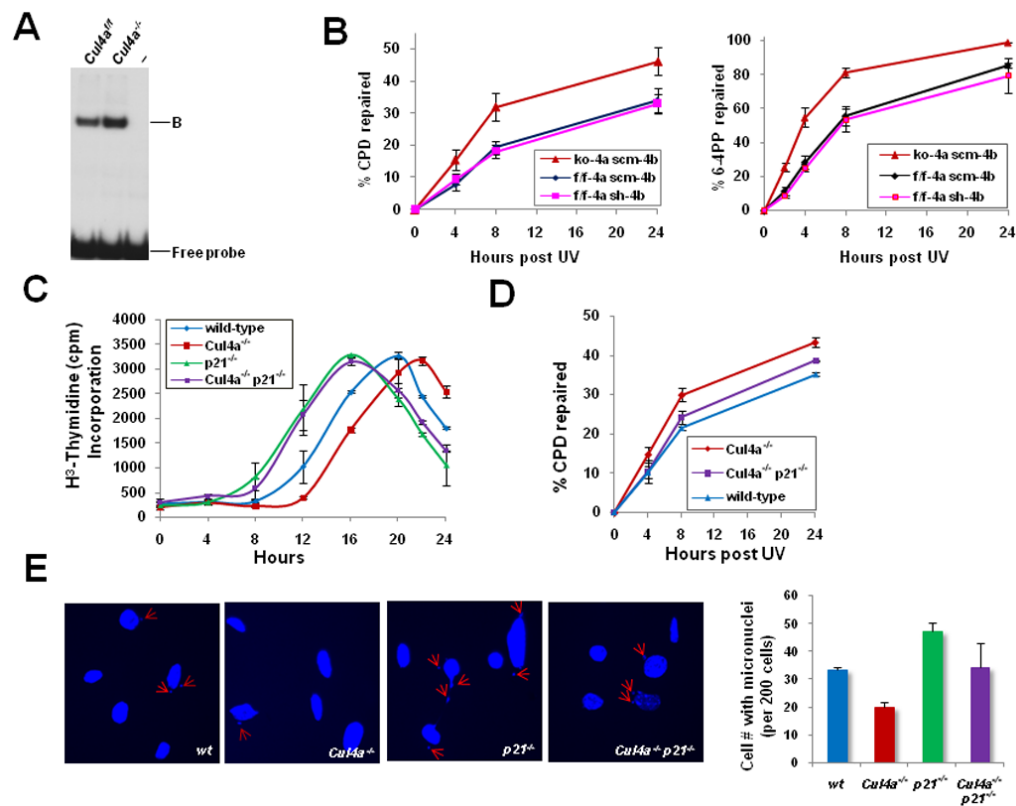 A
Cul4a^f/f
Cul4a^-/-
–
B
Free probe
B
% CPD repaired
50
40
30
20
10
0
0 4 8 12 16 20 24
Hours post UV
ko-4a scm-4b
f/f-4a scm-4b
f/f-4a sh-4b
% 6-4PP repaired
100
80
60
40
20
0
0 4 8 12 16 20 24
Hours post UV
ko-4a scm-4b
f/f-4a scm-4b
f/f-4a sh-4b
C
H³-Thymidine (cpm)
Incorporation
4000
3500
3000
2500
2000
1500
1000
500
0
0 4 8 12 16 20 24
Hours
wild-type
Cul4a^-/-
p21^-/-
Cul4a^-/- p21^-/-
D
% CPD repaired
50
40
30
20
10
0
0 4 8 12 16 20 24
Hours post UV
Cul4a^-/-
Cul4a^-/- p21^-/-
wild-type
E
wt
Cul4a^-/-
p21^-/-
Cul4a^-/- p21^-/-
Cell # with micronuclei
(per 200 cells)
60
50
40
30
20
10
0
wt Cul4a^-/- p21^-/- Cul4a^-/-
p21^-/-